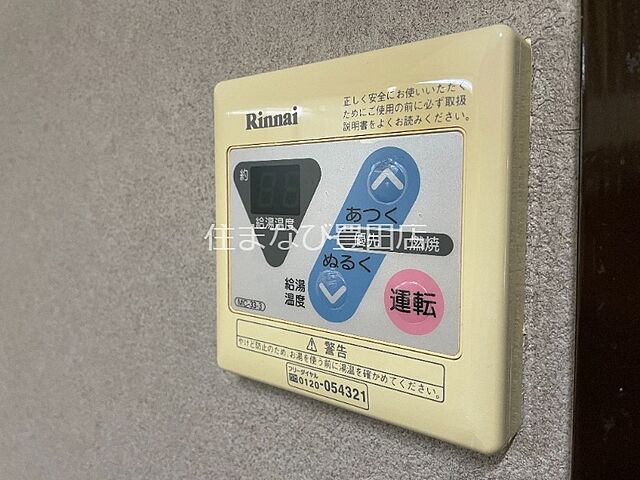 Rinnai
正しく安全にお使いいただく
ためにご使用の前に必ず取扱
説明書をよくお読みください。
約
給湯温度
あつく
優先
燃焼
ぬるく
給湯
温度
運転
MC-33-3
住まなび豊田店
⚠ 警告
やけど防止のため、お湯を使う前に湯温を確かめてください。
フリーダイヤル
0120-054321